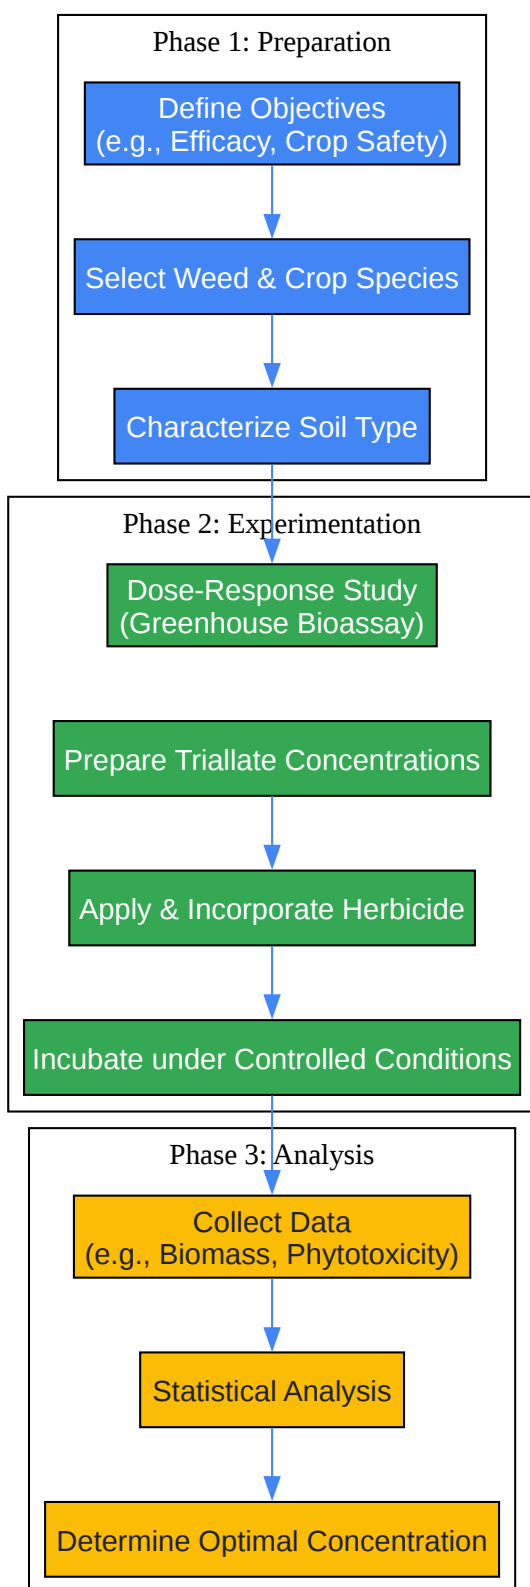 Phase 1: Preparation
Define Objectives
(e.g., Efficacy, Crop Safety)
Select Weed & Crop Species
Characterize Soil Type
Phase 2: Experimentation
Dose-Response Study
(Greenhouse Bioassay)
Prepare Triallate Concentrations
Apply & Incorporate Herbicide
Incubate under Controlled Conditions
Phase 3: Analysis
Collect Data
(e.g., Biomass, Phytotoxicity)
Statistical Analysis
Determine Optimal Concentration